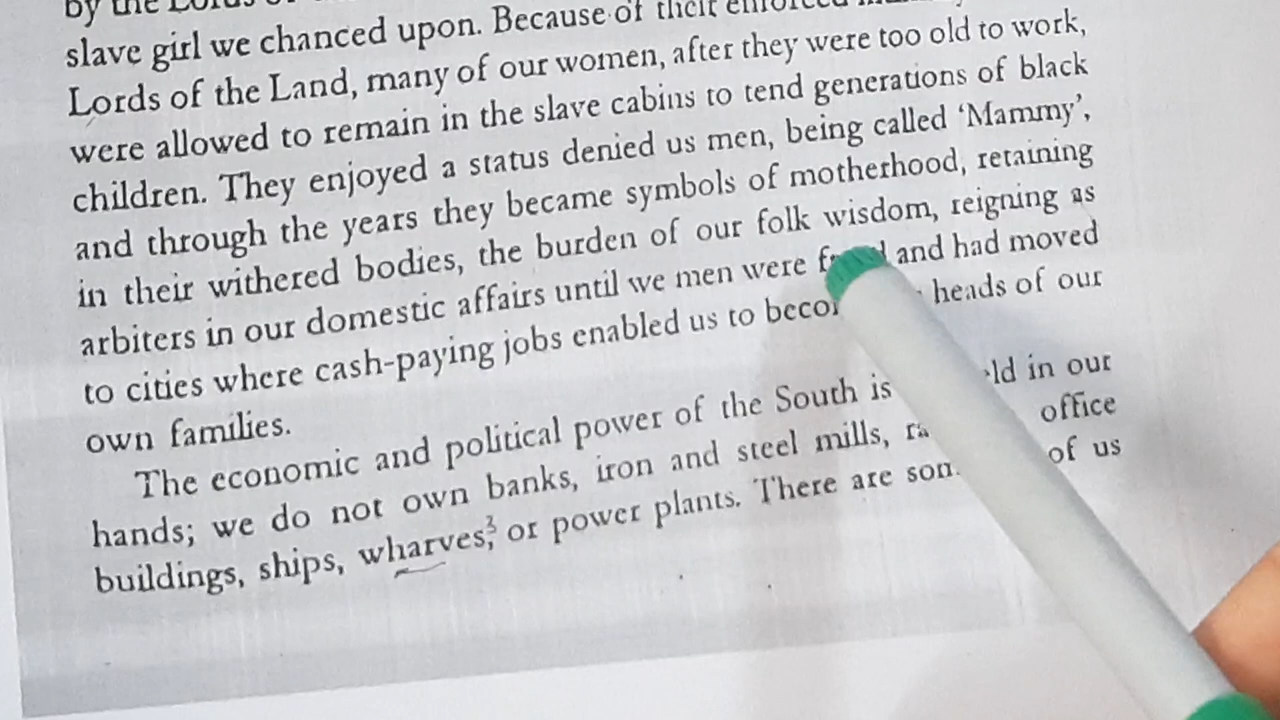 by the Lords of
slave girl we chanced upon. Because of their enforced
Lords of the Land, many of our women, after they were too old to work,
were allowed to remain in the slave cabins to tend generations of black
children. They enjoyed a status denied us men, being called ‘Mammy’,
and through the years they became symbols of motherhood, retaining
in their withered bodies, the burden of our folk wisdom, reigning as
arbiters in our domestic affairs until we men were and had moved
to cities where cash-paying jobs enabled us to heads of our
own families.
The economic and political power of the South is in our
hands; we do not own banks, iron and steel mills, office
buildings, ships, wharves,³ or power plants. There are of us